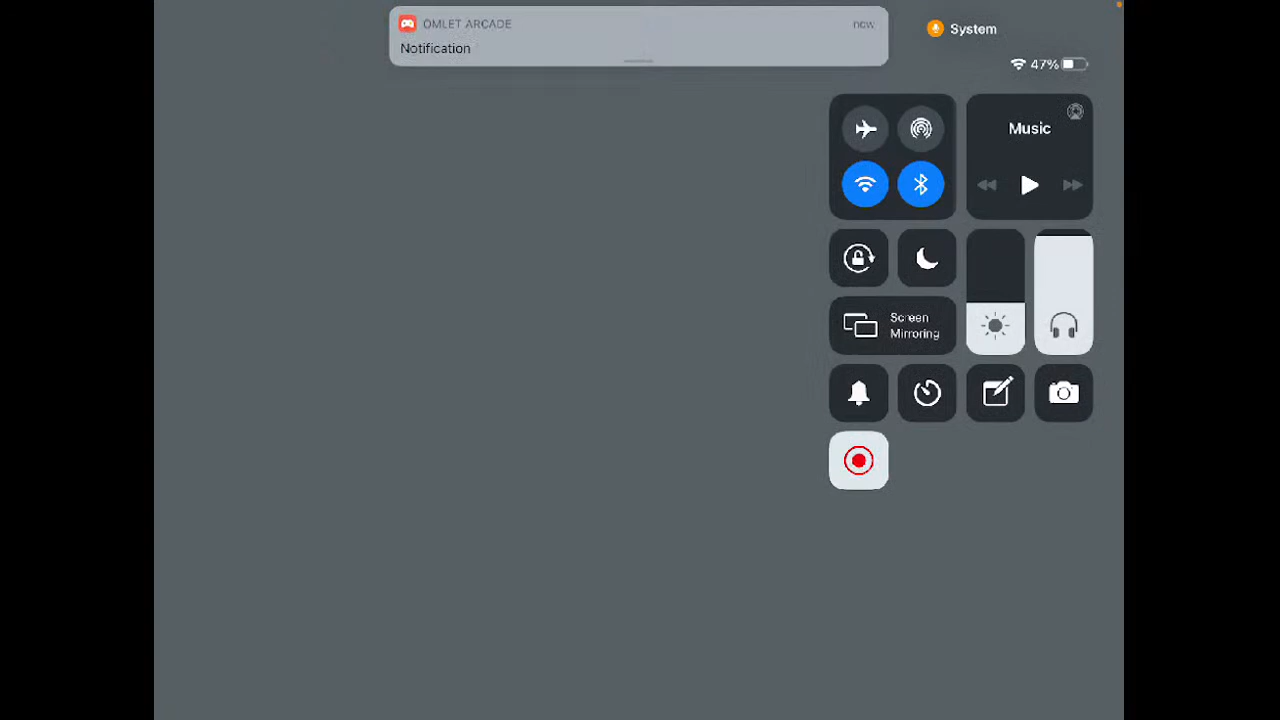 OMLET ARCADE
now
Notification
System
47%
Music
Screen
Mirroring